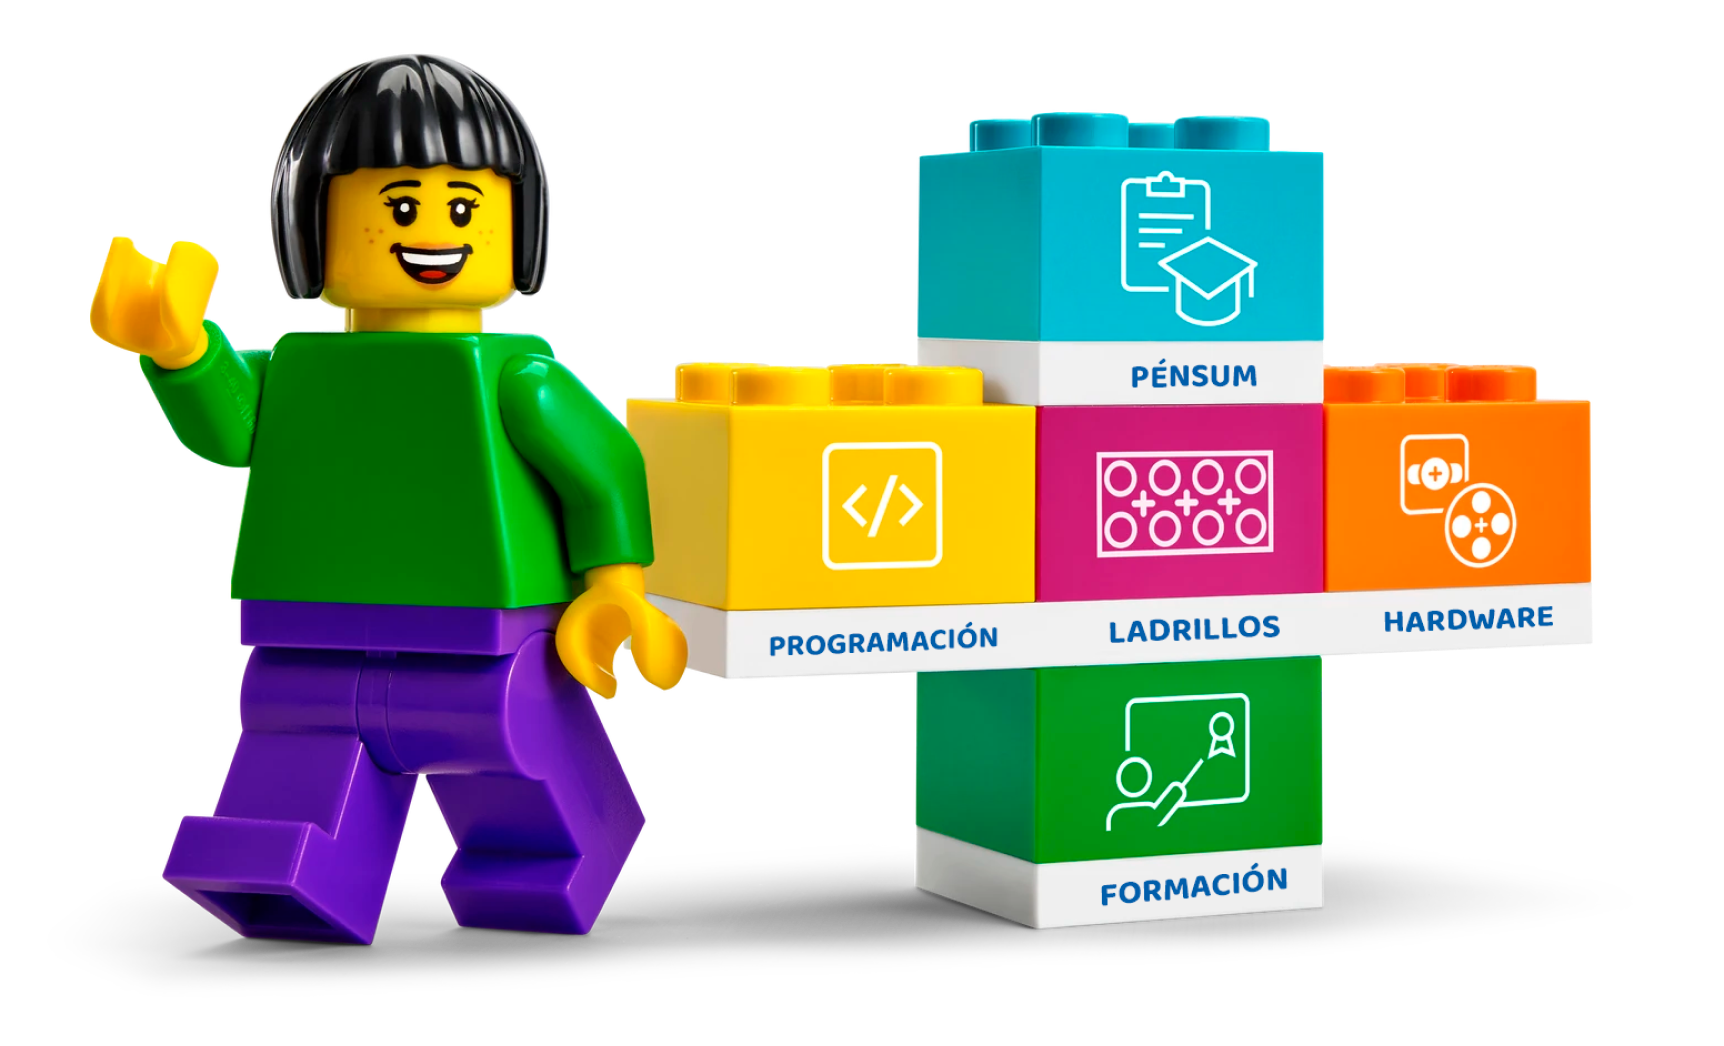 PÉNSUM
PROGRAMACIÓN
LADRILLOS
HARDWARE
FORMACIÓN